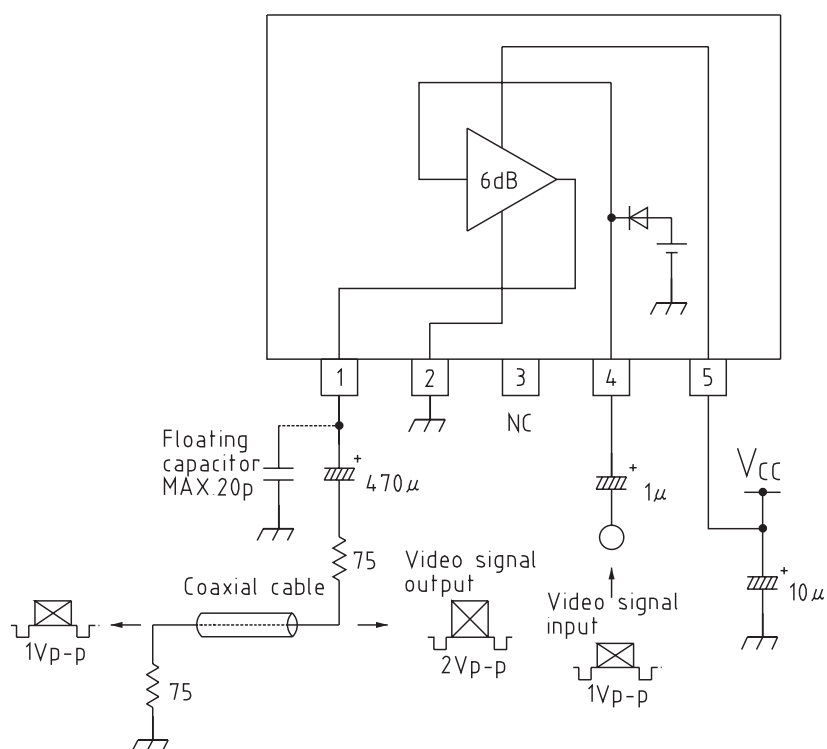 6dB
1
2
3
4
5
NC
Floating
capacitor
MAX.20p
+
470μ
+
1μ
VCC
75
Video signal
output
+
10μ
Coaxial cable
Video signal
input
1Vp-p
2Vp-p
75
1Vp-p